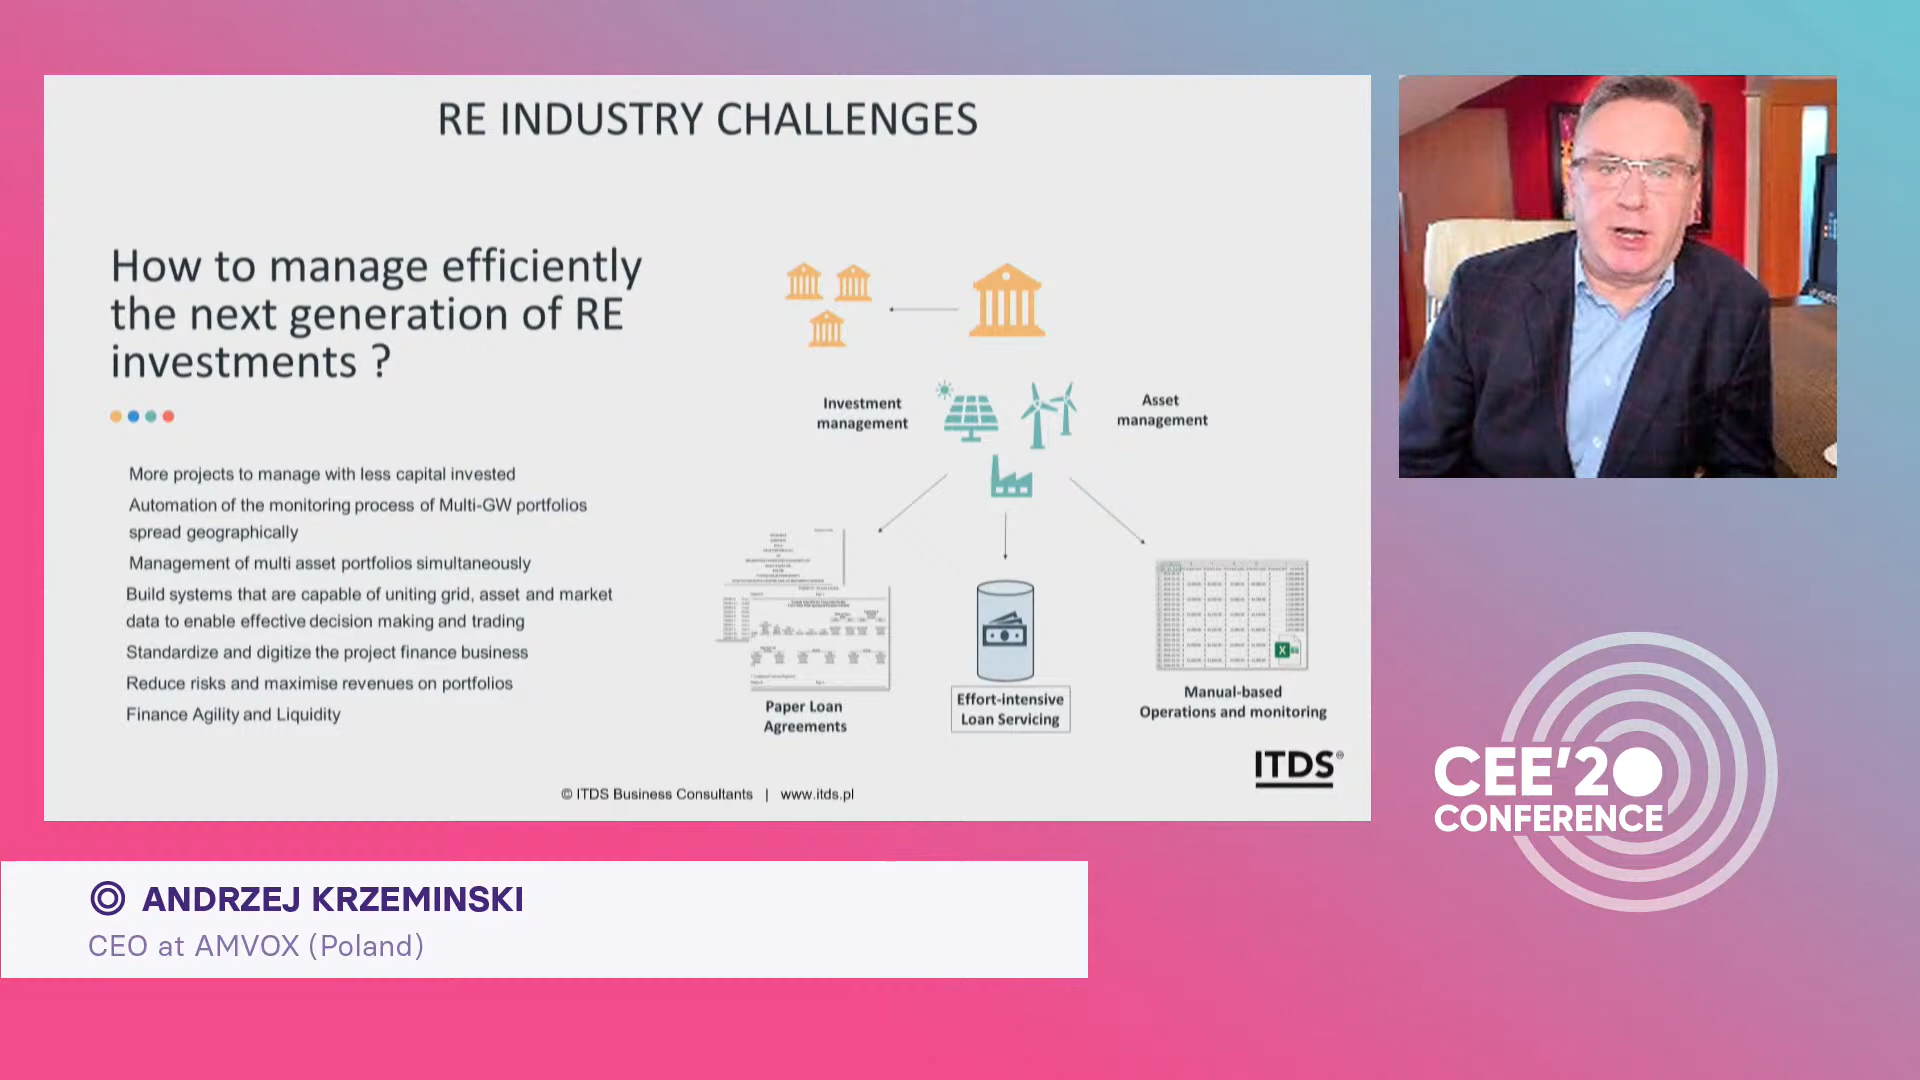 RE INDUSTRY CHALLENGES
How to manage efficiently
the next generation of RE
investments ?
More projects to manage with less capital invested
Automation of the monitoring process of Multi-GW portfolios
spread geographically
Management of multi asset portfolios simultaneously
Build systems that are capable of uniting grid, asset and market
data to enable effective decision making and trading
Standardize and digitize the project finance business
Reduce risks and maximise revenues on portfolios
Finance Agility and Liquidity
Investment
management
Asset
management
Paper Loan
Agreements
Effort-intensive
Loan Servicing
Manual-based
Operations and monitoring
ITDS®
© ITDS Business Consultants | www.itds.pl
CEE'20
CONFERENCE
ANDRZEJ KRZEMINSKI
CEO at AMVOX (Poland)